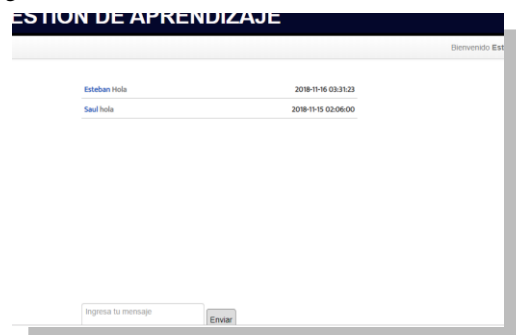 ESTIÓN DE APRENDIZAJE
Bienvenido Est
Esteban Hola 2018-11-16 03:31:23
Saul hola 2018-11-15 02:06:00
Ingresa tu mensaje
Enviar